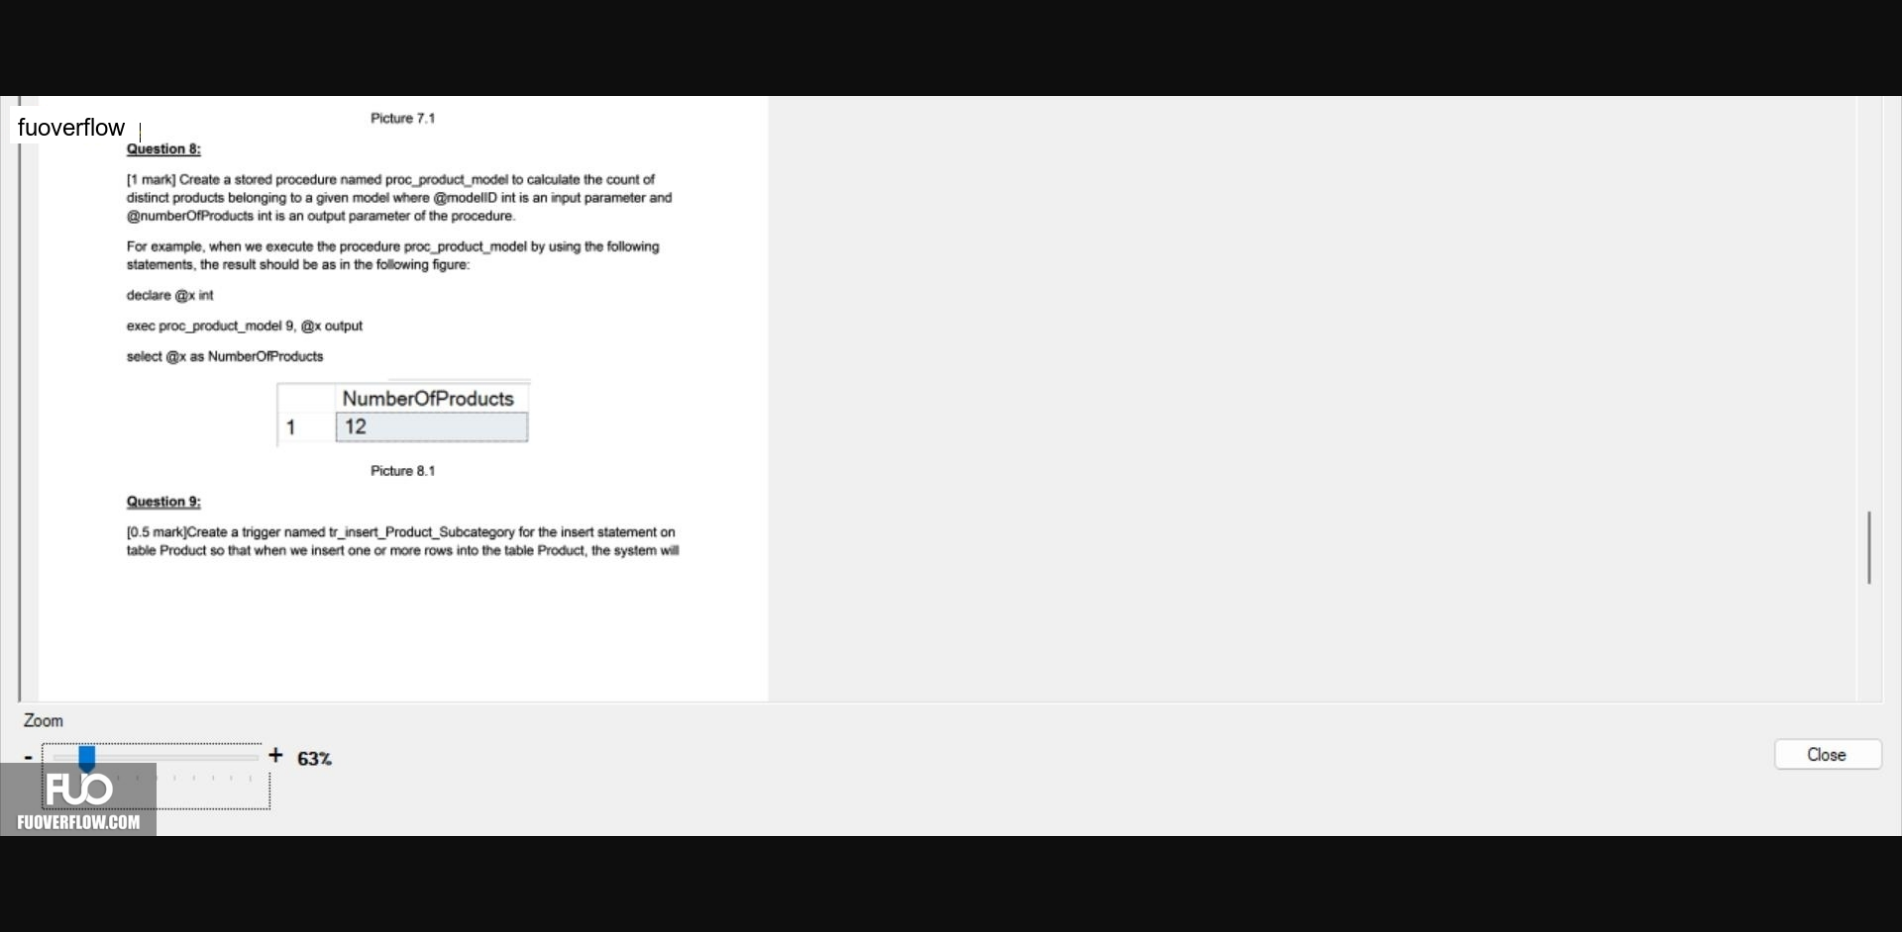 fuoverflow
Picture 7.1
Question 8:
[1 mark] Create a stored procedure named proc_product_model to calculate the count of
distinct products belonging to a given model where @modelID int is an input parameter and
@numberOfProducts int is an output parameter of the procedure.
For example, when we execute the procedure proc_product_model by using the following
statements, the result should be as in the following figure:
declare @x int
exec proc_product_model 9, @x output
select @x as NumberOfProducts
NumberOfProducts
1 12
Picture 8.1
Question 9:
[0.5 mark]Create a trigger named tr_insert_Product_Subcategory for the insert statement on
table Product so that when we insert one or more rows into the table Product, the system will
Zoom
- + 63%
Close
FUO
FUOVERFLOW.COM